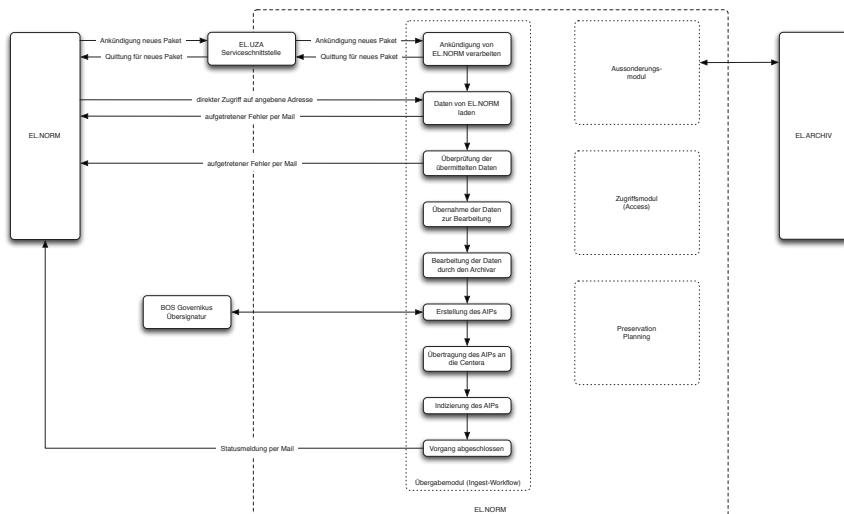 Ankündigung neues Paket
Quittung für neues Paket
EL.UZA
Serviceschnittstelle
Ankündigung neues Paket
Quittung für neues Paket
Ankündigung von
EL.NORM verarbeiten
Aussonderungs-
modul
direkter Zugriff auf angebene Adresse
aufgetretener Fehler per Mail
Daten von EL.NORM
laden
EL.NORM
EL.ARCHIV
aufgetretener Fehler per Mail
Überprüfung der
übermittelten Daten
Zugriffsmodul
(Access)
Übernahme der Daten
zur Bearbeitung
Bearbeitung der Daten
durch den Archivar
BOS Governikus
Übersignatur
Erstellung des AIPs
Preservation
Planning
Übertragung des AIPs an
die Centera
Indizierung des AIPs
Statusmeldung per Mail
Vorgang abgeschlossen
Übergabemodul (Ingest-Workflow)
EL.NORM